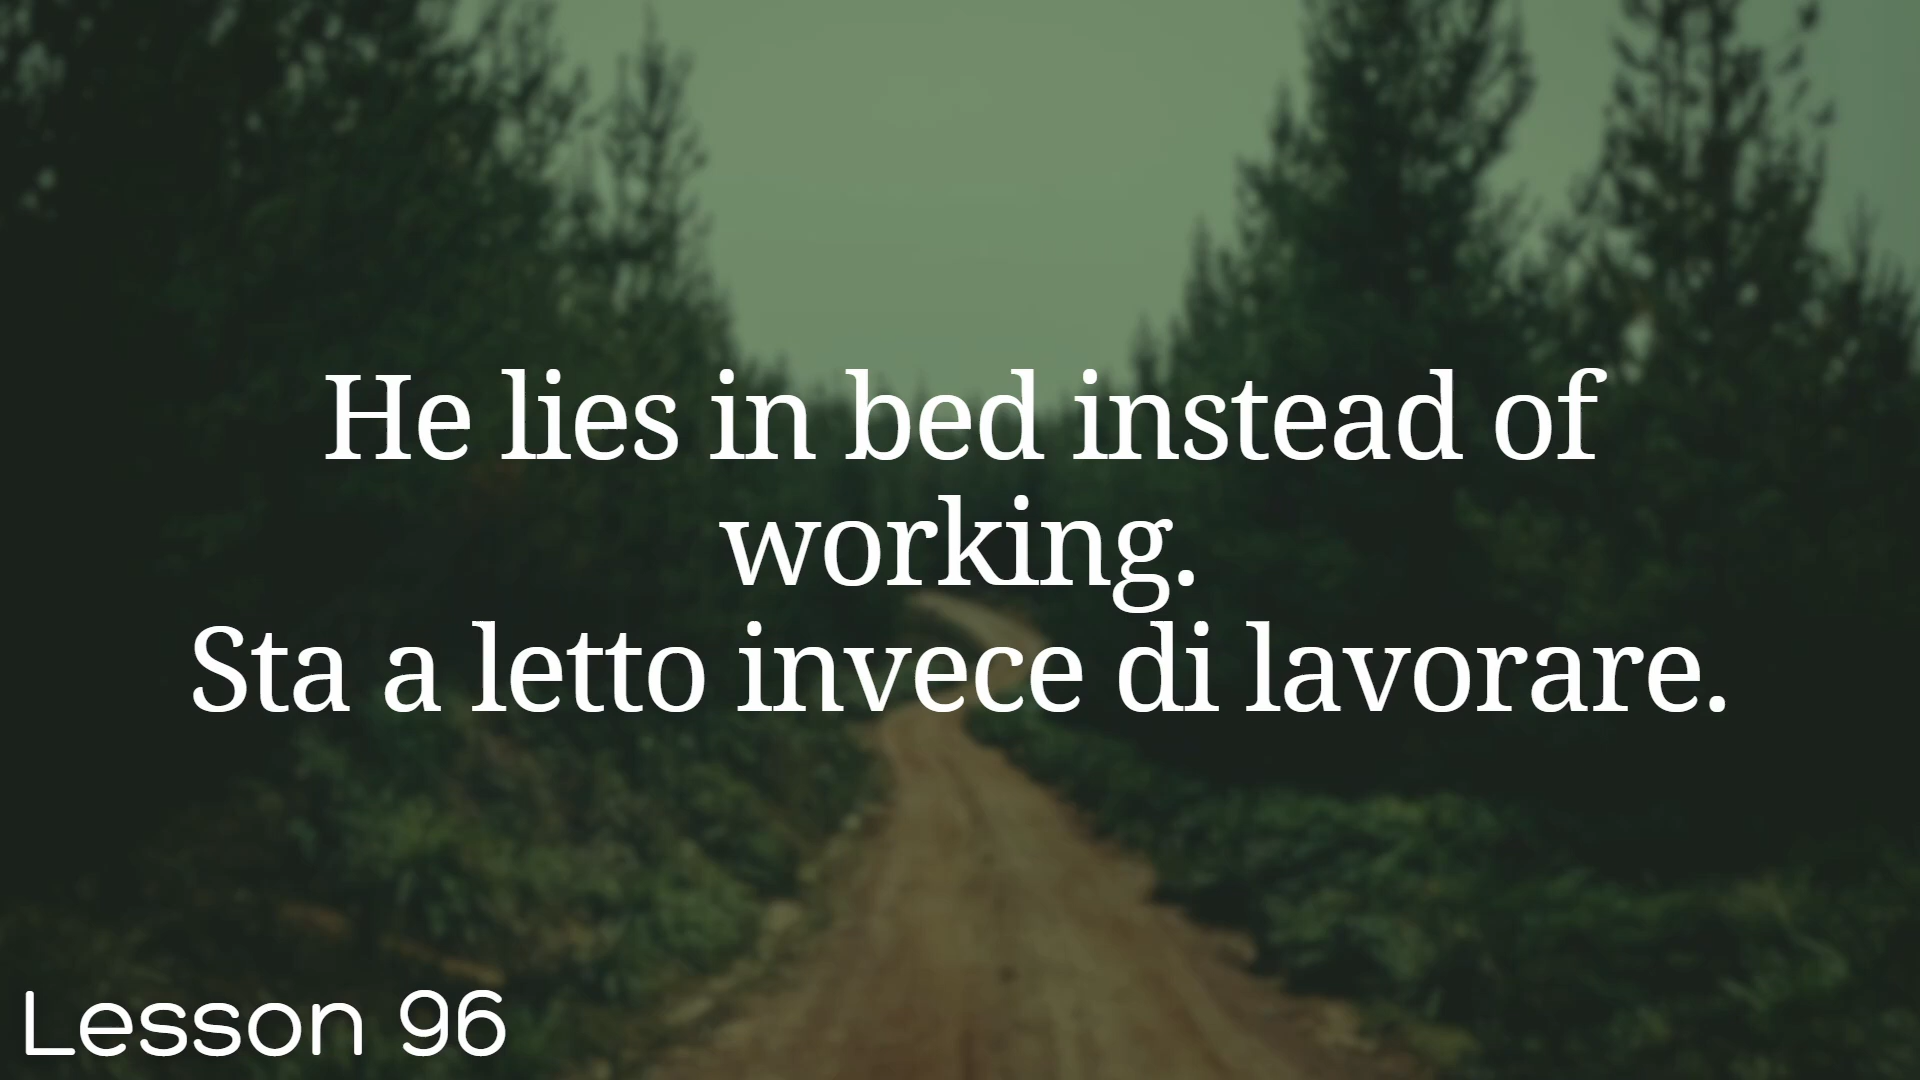 He lies in bed instead of
working.
Sta a letto invece di lavorare.
Lesson 96